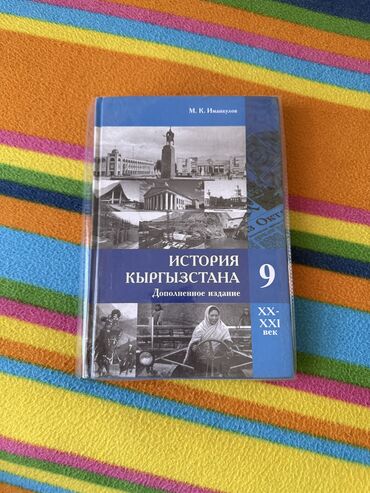 М. К. Иманкулов
ИСТОРИЯ
КЫРГЫЗСТАНА
9
Дополненное издание
XX-
XXI
век